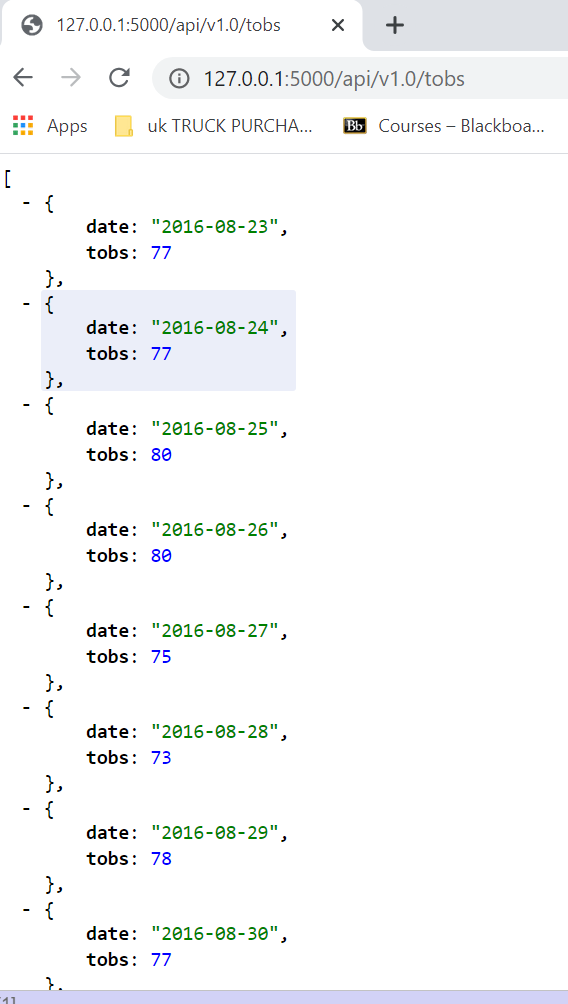 127.0.0.1:5000/api/v1.0/tobs
127.0.0.1:5000/api/v1.0/tobs
Apps uk TRUCK PURCHA... Bb Courses – Blackboa...
[
- {
date: "2016-08-23",
tobs: 77
},
- {
date: "2016-08-24",
tobs: 77
},
- {
date: "2016-08-25",
tobs: 80
},
- {
date: "2016-08-26",
tobs: 80
},
- {
date: "2016-08-27",
tobs: 75
},
- {
date: "2016-08-28",
tobs: 73
},
- {
date: "2016-08-29",
tobs: 78
},
- {
date: "2016-08-30",
tobs: 77
},
[1]